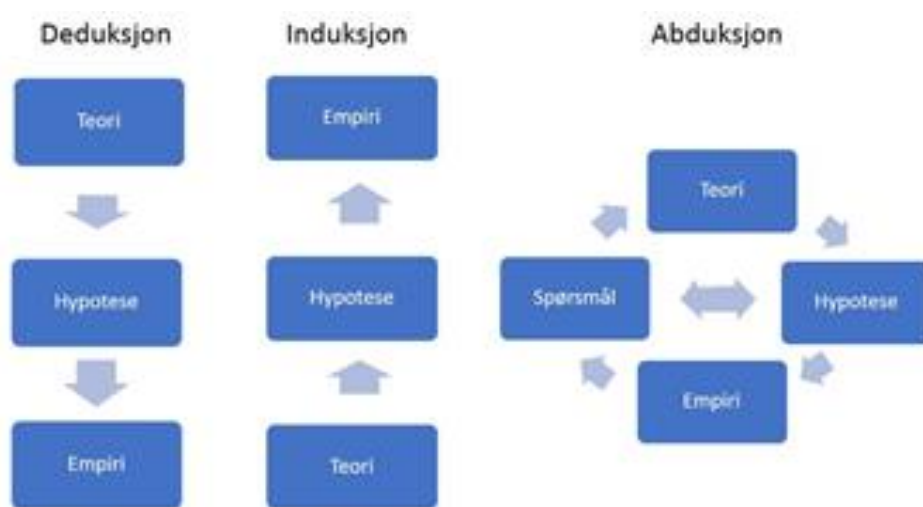 Deduksjon
Teori
Hypotese
Empiri
Induksjon
Empiri
Hypotese
Teori
Abduksjon
Teori
Spørsmål
Hypotese
Empiri